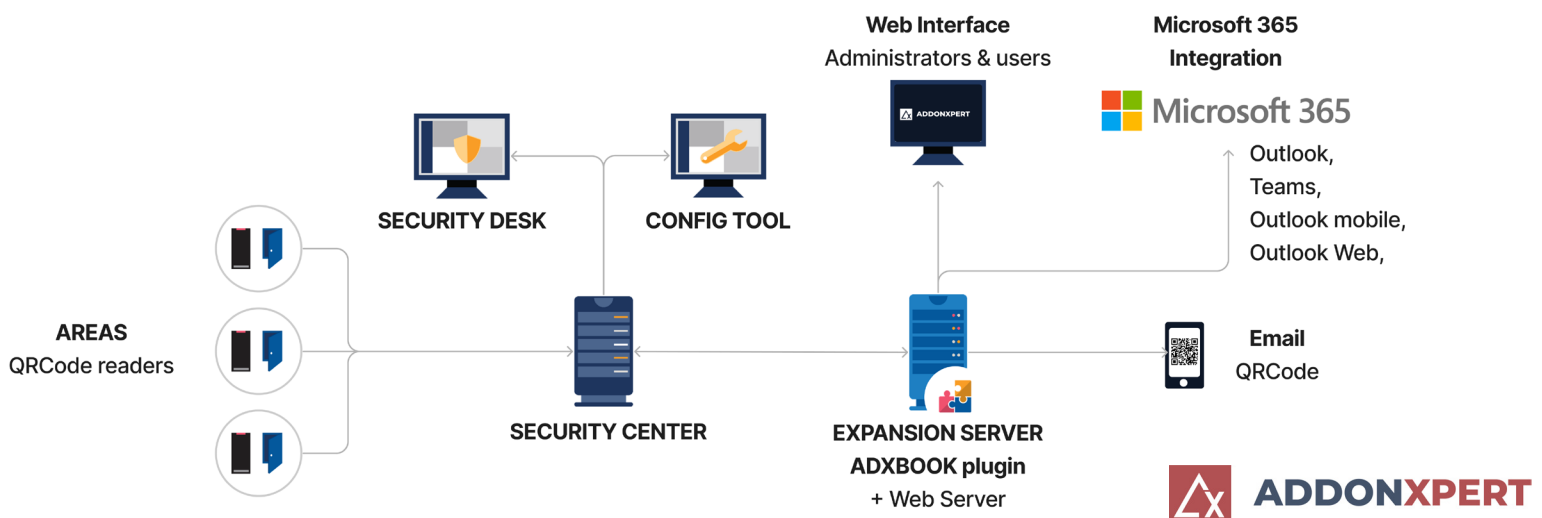 Web Interface
Administrators & users
Microsoft 365
Integration
ADDONXPERT
Microsoft 365
Outlook,
Teams,
Outlook mobile,
Outlook Web,
SECURITY DESK
CONFIG TOOL
AREAS
QRCode readers
Email
QRCode
SECURITY CENTER
EXPANSION SERVER
ADXBOOK plugin
+ Web Server
ADDONXPERT